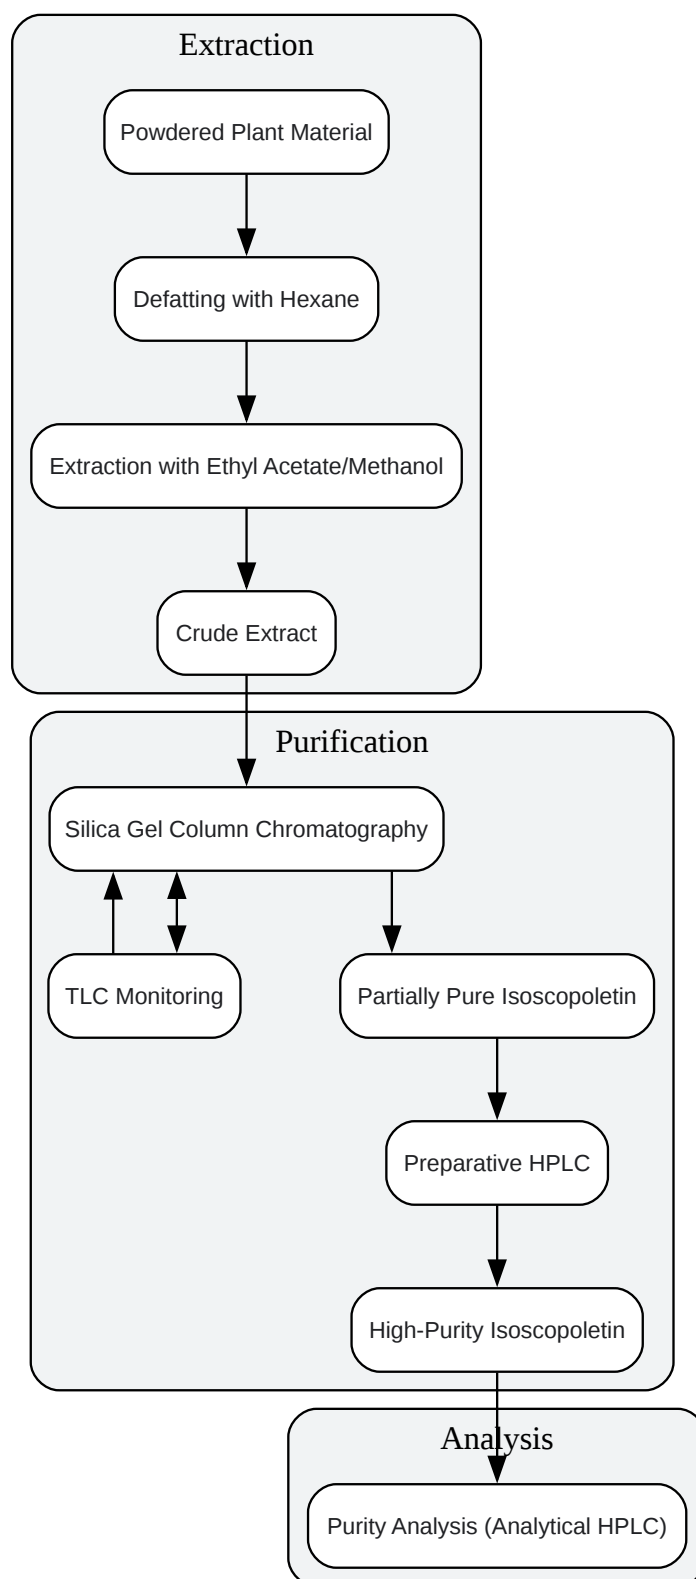 Extraction
Powdered Plant Material
Defatting with Hexane
Extraction with Ethyl Acetate/Methanol
Crude Extract
Purification
Silica Gel Column Chromatography
TLC Monitoring
Partially Pure Isoscopoletin
Preparative HPLC
High-Purity Isoscopoletin
Analysis
Purity Analysis (Analytical HPLC)